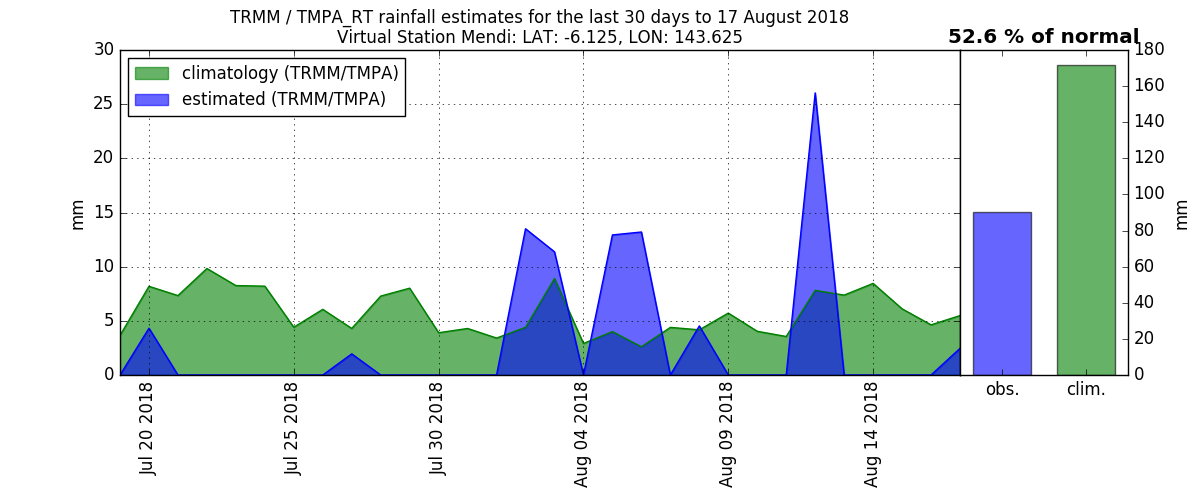 TRMM / TMPA_RT rainfall estimates for the last 30 days to 17 August 2018
Virtual Station Mendi: LAT: -6.125, LON: 143.625
52.6 % of normal
climatology (TRMM/TMPA)
estimated (TRMM/TMPA)
mm
30
25
20
15
10
5
0
Jul 20 2018
Jul 25 2018
Jul 30 2018
Aug 04 2018
Aug 09 2018
Aug 14 2018
obs.
clim.
180
160
140
120
100
80
60
40
20
0
mm